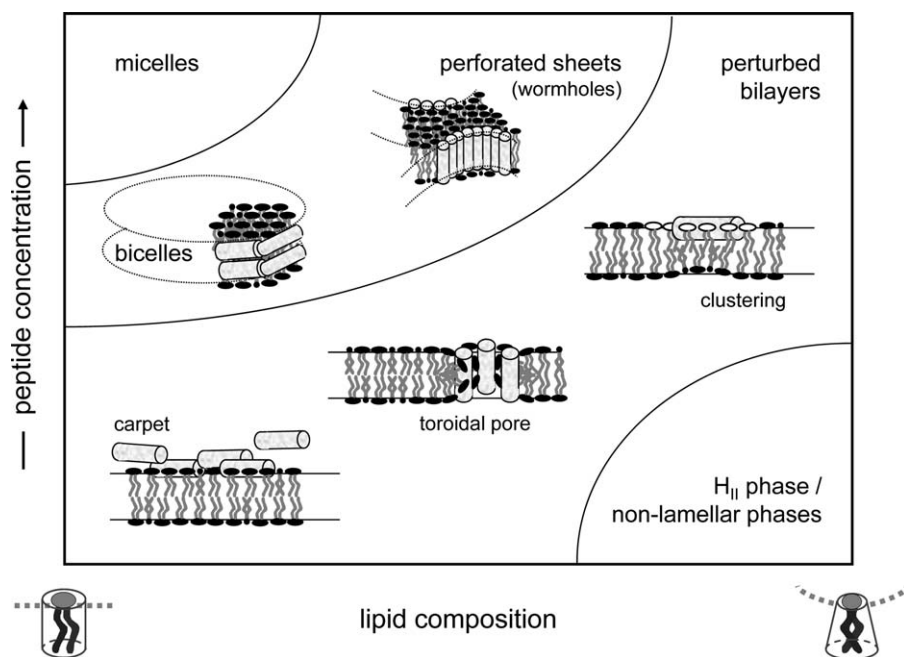 micelles
perforated sheets
(wormholes)
perturbed
bilayers
bicelles
clustering
toroidal pore
carpet
H_II phase /
non-lamellar phases
peptide concentration
lipid composition